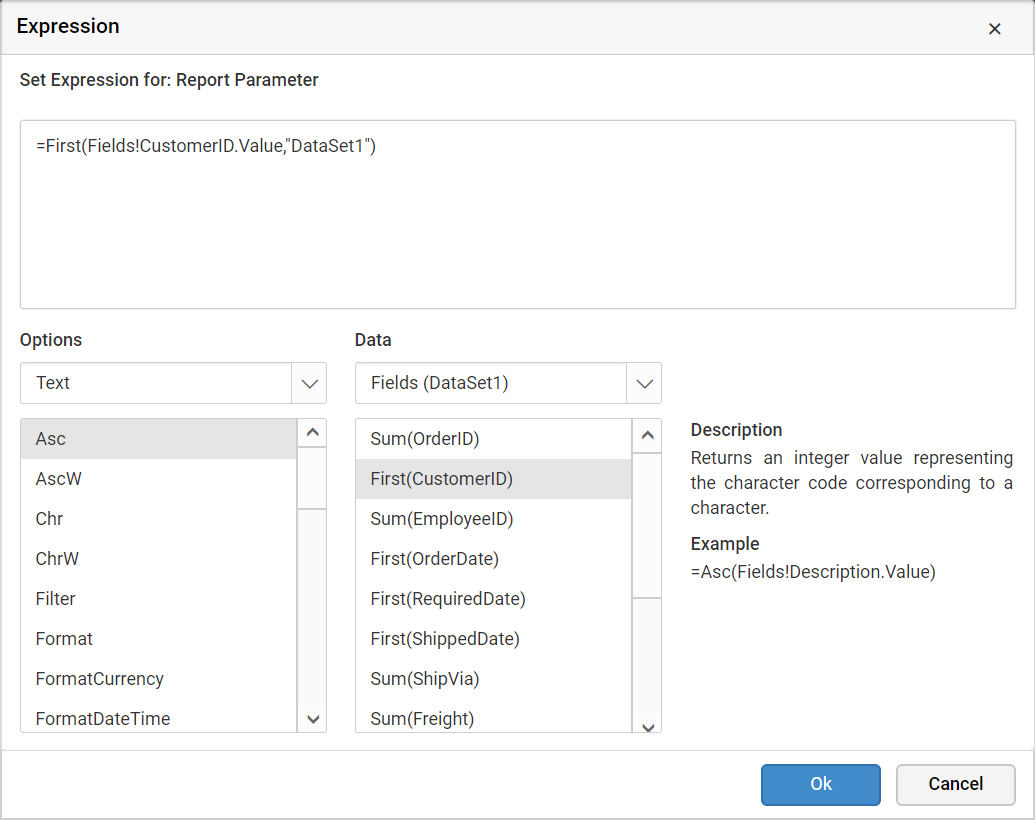 Expression
Set Expression for: Report Parameter
=First(Fields!CustomerID.Value,"DataSet1")
Options
Data
Text
Fields (DataSet1)
Asc
AscW
Chr
ChrW
Filter
Format
FormatCurrency
FormatDateTime
Sum(OrderID)
First(CustomerID)
Sum(EmployeeID)
First(OrderDate)
First(RequiredDate)
First(ShippedDate)
Sum(ShipVia)
Sum(Freight)
Description
Returns an integer value representing
the character code corresponding to a
character.
Example
=Asc(Fields!Description.Value)
Ok
Cancel